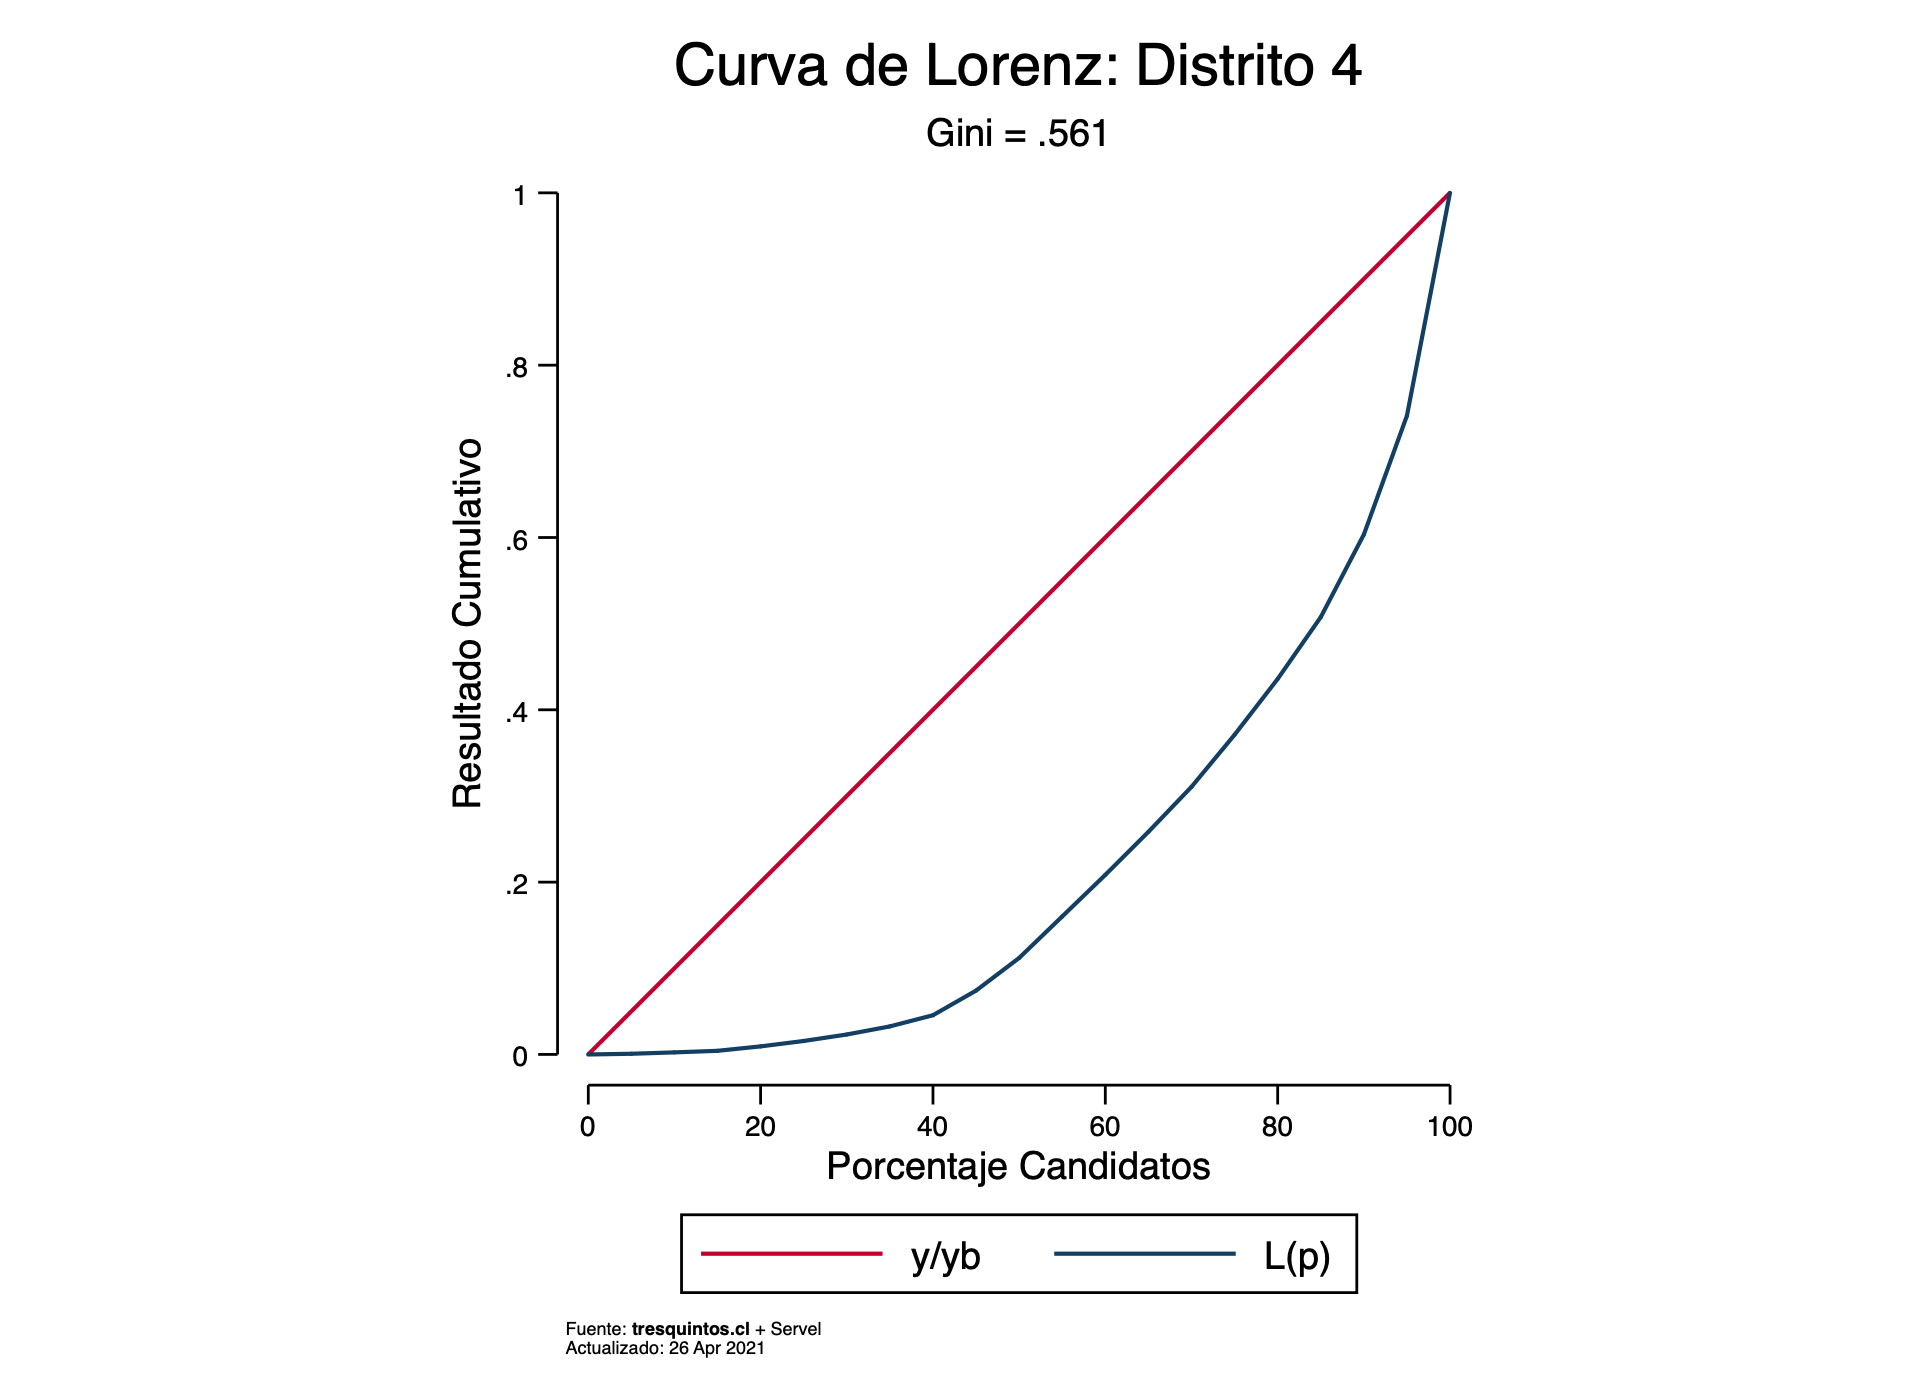 Curva de Lorenz: Distrito 4
Gini = .561
Resultado Cumulativo
1
.8
.6
.4
.2
0
0 20 40 60 80 100
Porcentaje Candidatos
y/yb L(p)
Fuente: tresquintos.cl + Servel
Actualizado: 26 Apr 2021